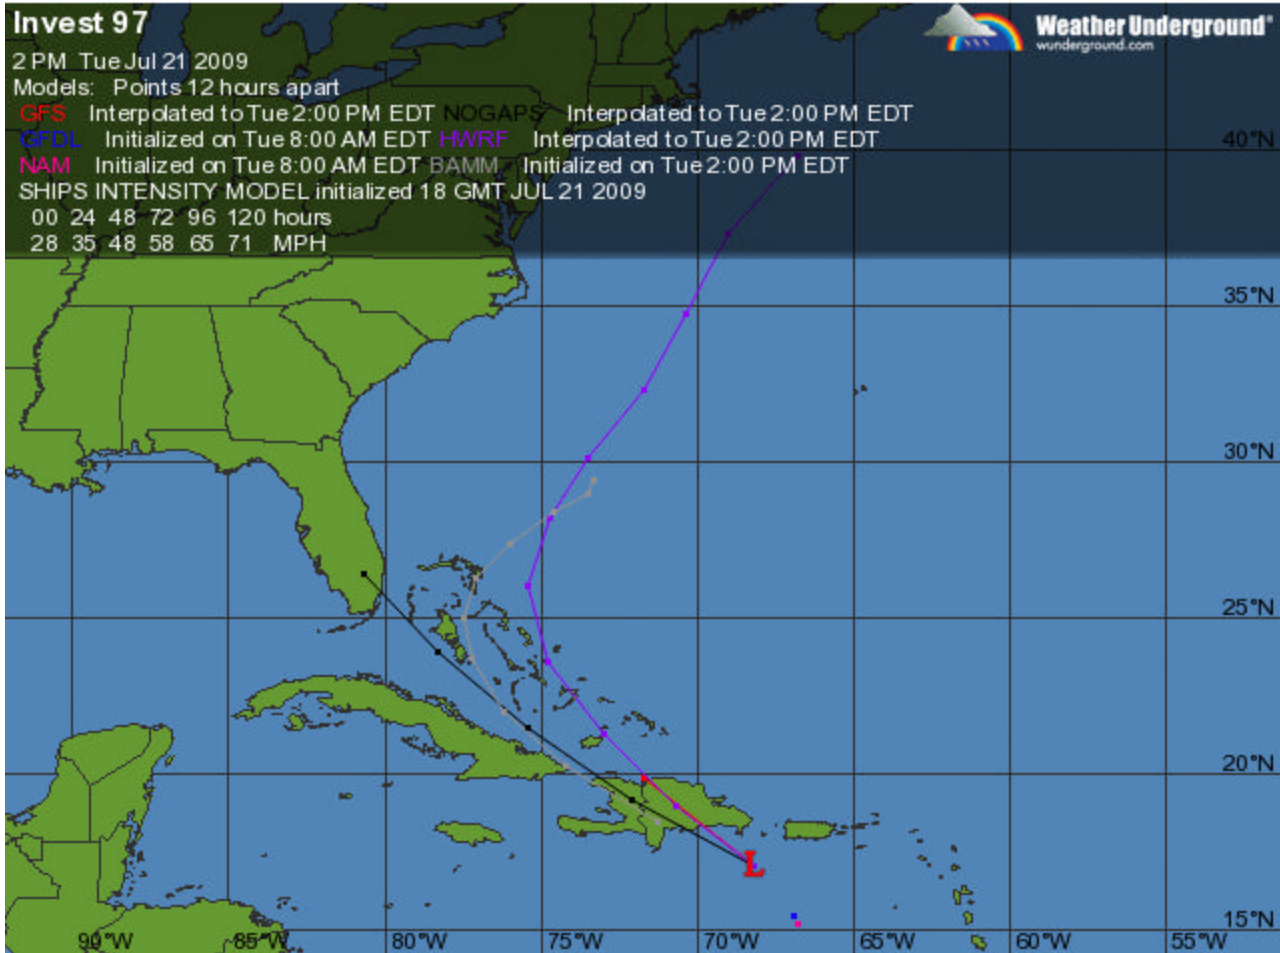 Invest 97
Weather Underground®
wunderground.com
2 PM Tue Jul 21 2009
Models: Points 12 hours apart
GFS Interpolated to Tue 2:00 PM EDT NOGAPS Interpolated to Tue 2:00 PM EDT
GFDL Initialized on Tue 8:00 AM EDT HWRF Interpolated to Tue 2:00 PM EDT
NAM Initialized on Tue 8:00 AM EDT BAMM Initialized on Tue 2:00 PM EDT
SHIPS INTENSITY MODEL initialized 18 GMT JUL 21 2009
00 24 48 72 96 120 hours
28 35 48 58 65 71 MPH
40°N
35°N
30°N
25°N
20°N
L
15°N
90°W 85°W 80°W 75°W 70°W 65°W 60°W 55°W